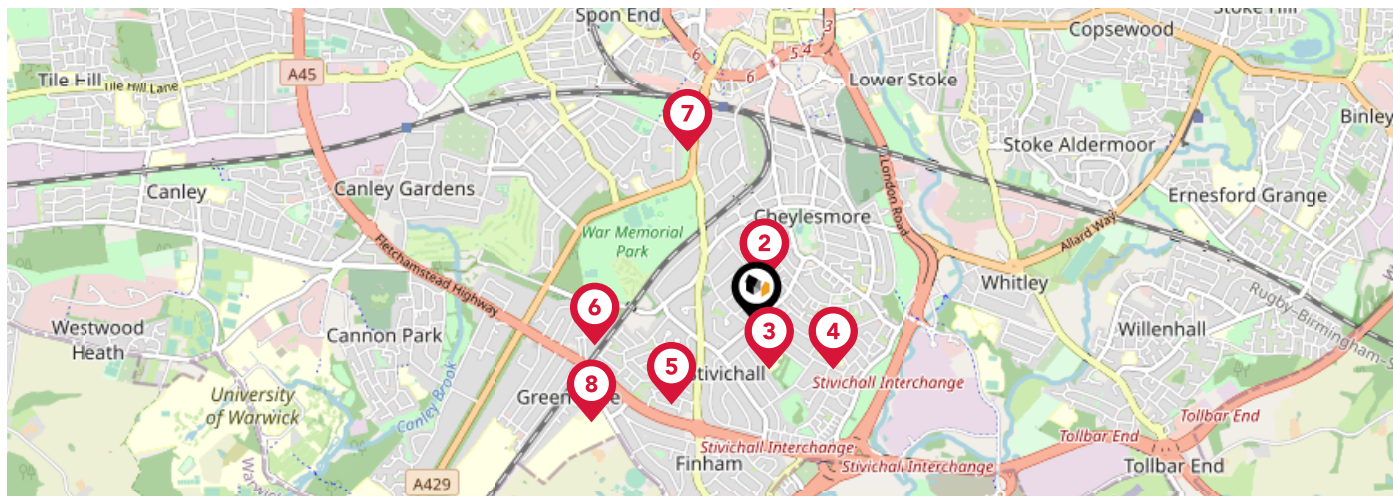 Spon End
Stoke Hill
3
Copsewood
5 4
6
6
A45
Tile Hill
Tile Hill Lane
Lower Stoke
7
Binley
Stoke Aldermoor
London Road
Canley
Canley Gardens
Ernesford Grange
Cheylesmore
War Memorial
Park
2
Allard Way
Fletchamstead Highway
Whitley
Rugby–Birmingham-S
6
3
4
Westwood
Heath
Cannon Park
Willenhall
5
Stivichall
Stivichall Interchange
8
University
of Warwick
Canley Brook
Tollbar End
Tollbar End
Stivichall Interchange
Finham
Stivichal Interchange
Tollbar End
A429